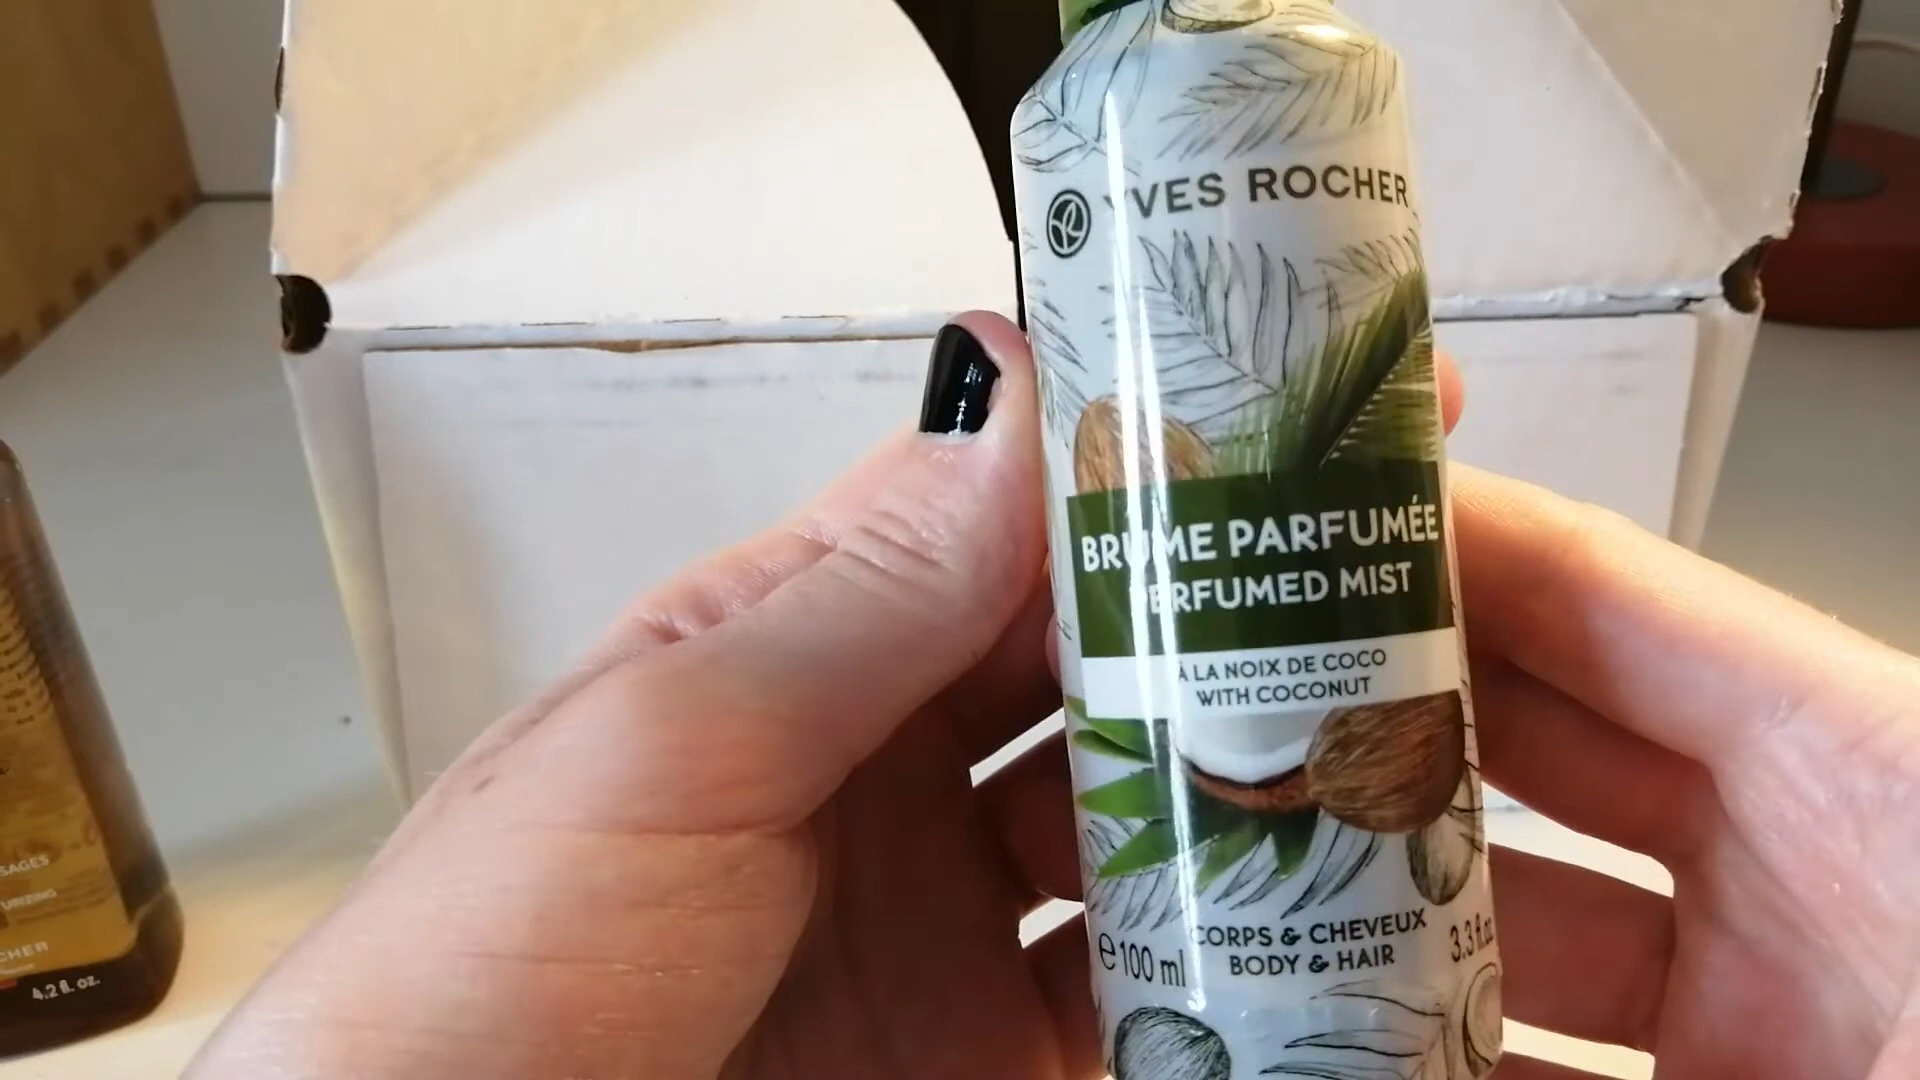 YVES ROCHER
BRUME PARFUMÉE
PERFUMED MIST
À LA NOIX DE COCO
WITH COCONUT
CORPS & CHEVEUX
BODY & HAIR
e 100 ml
3.3 fl.oz
SAGES
URIZING
CHER
4.2 fl. oz.